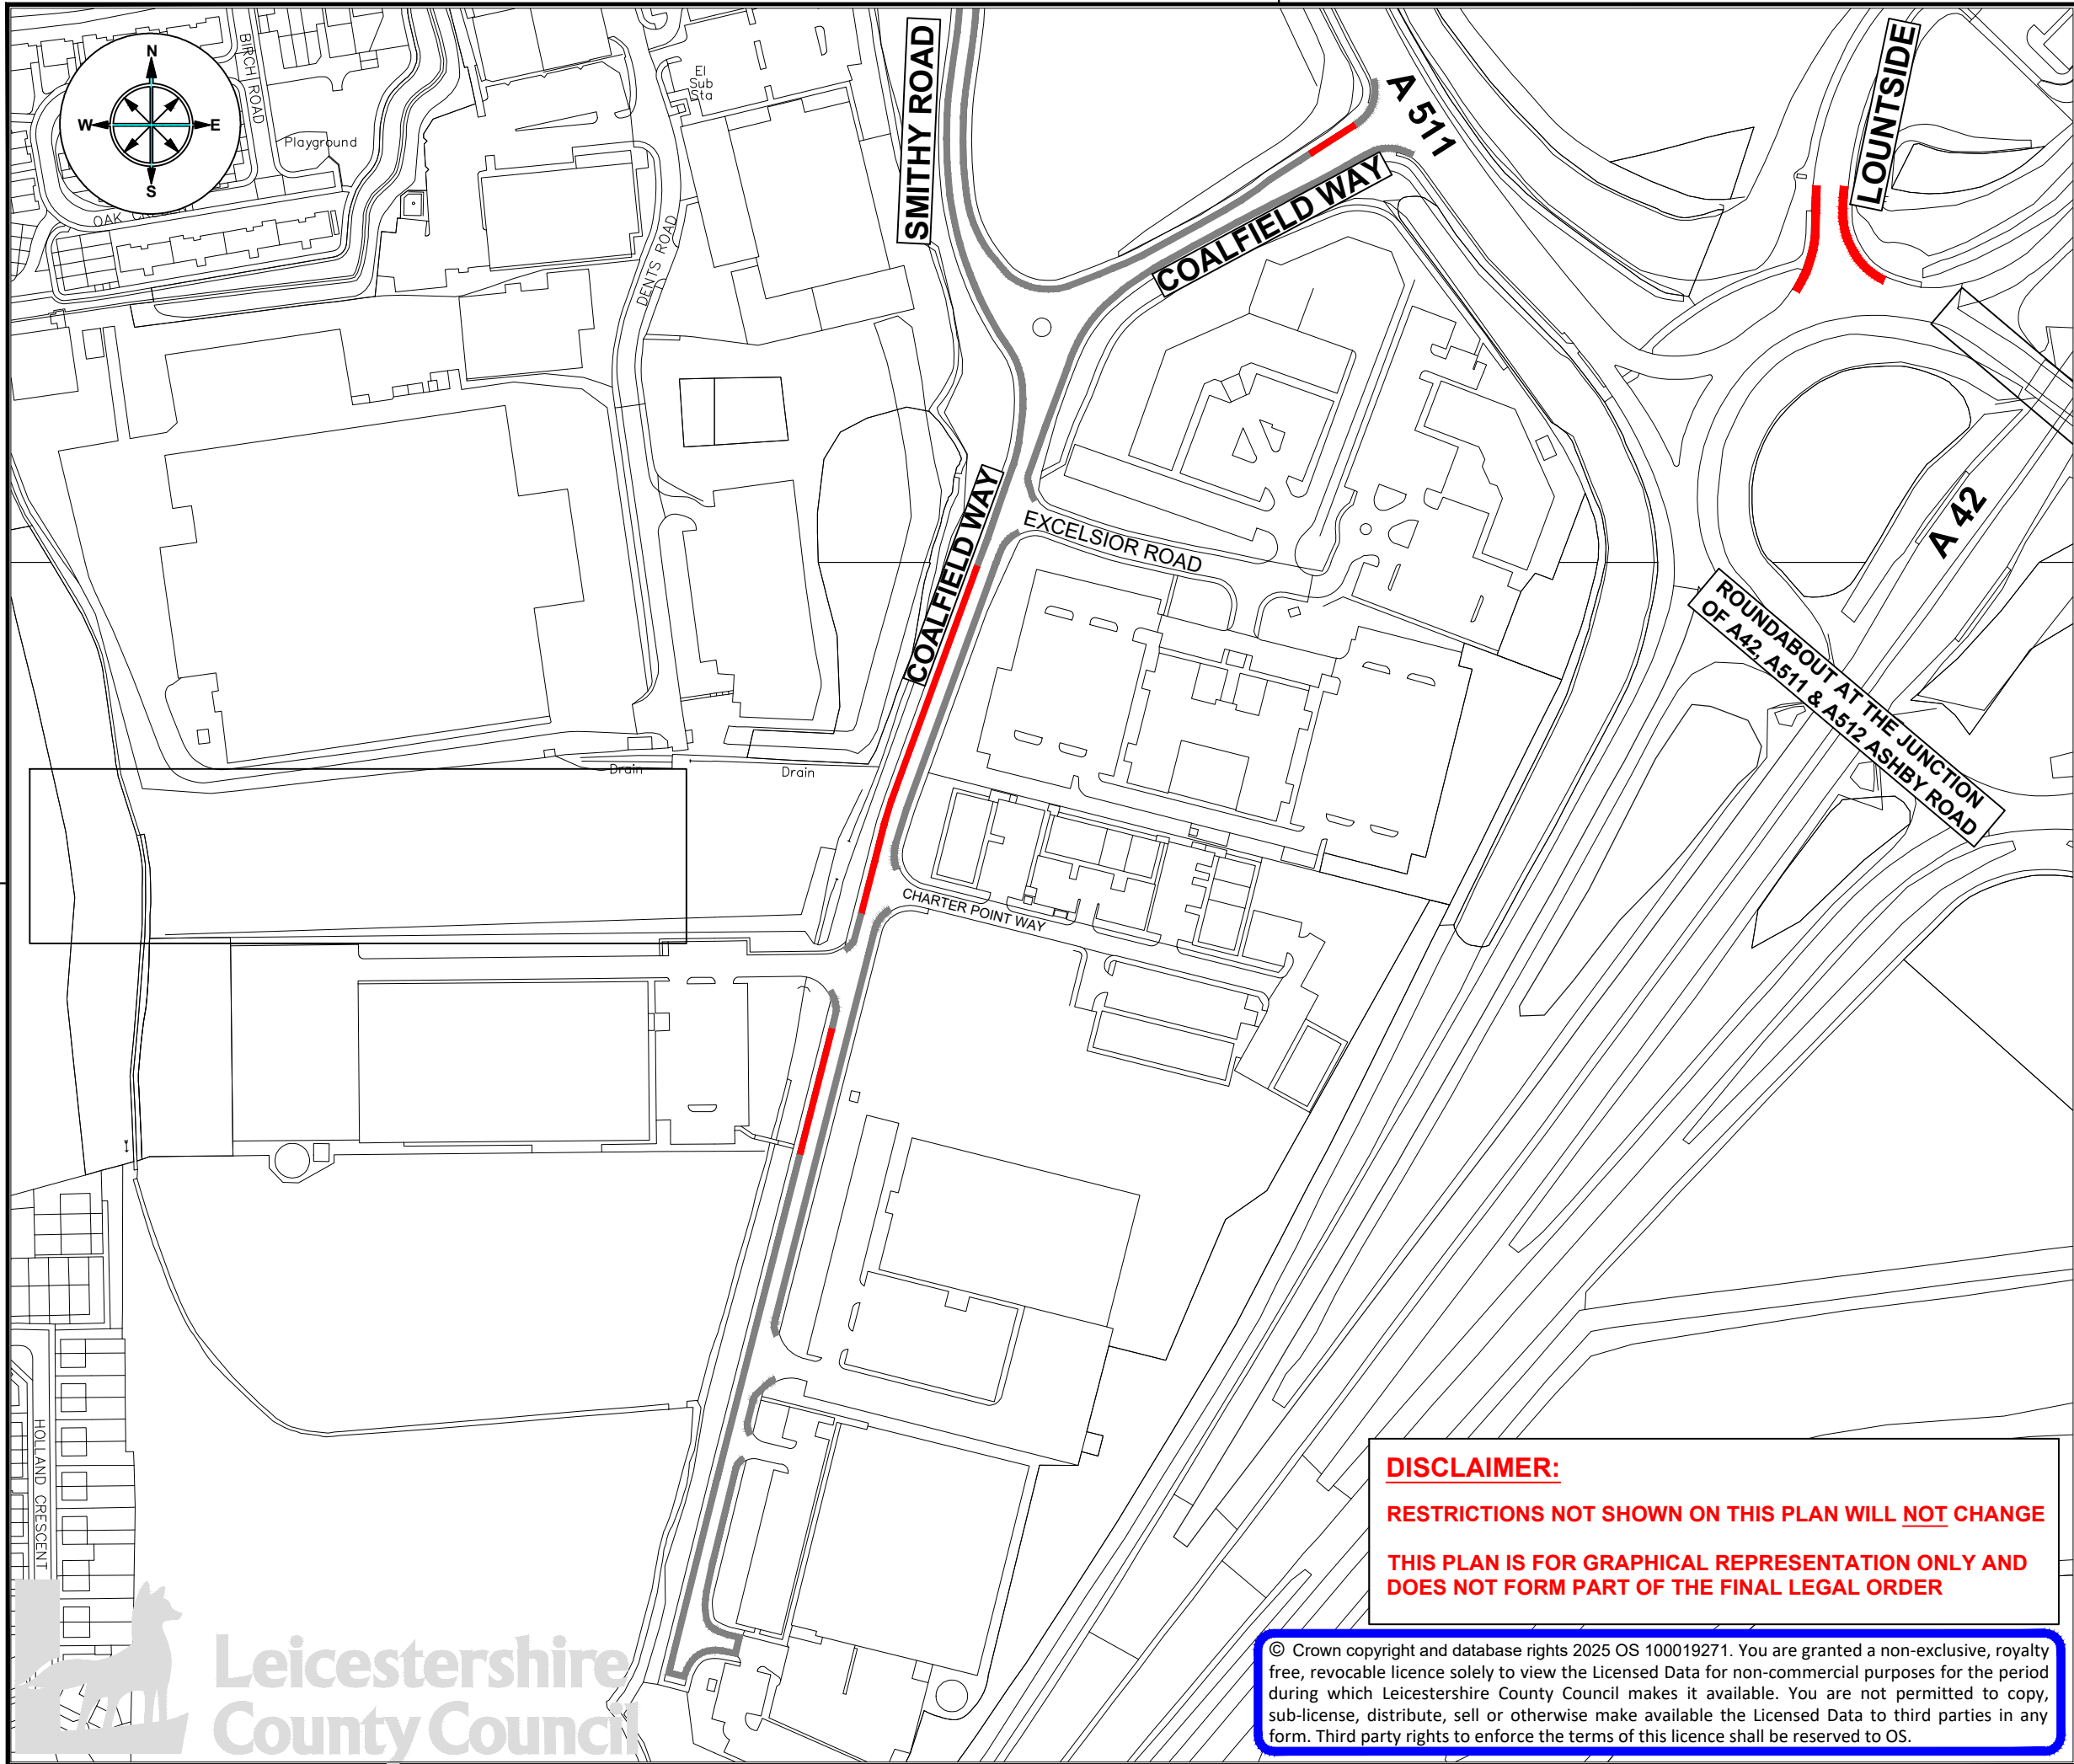 N
W
E
S
BIRCH ROAD
Playground
OAK
El
Sub
Sta
DENTS ROAD
SMITHY ROAD
A 511
LOUNTSIDE
COALFIELD WAY
COALFIELD WAY
EXCELSIOR ROAD
A 42
ROUNDABOUT AT THE JUNCTION
OF A42, A511 & A512 ASHBY ROAD
Drain
Drain
CHARTER POINT WAY
HOLLAND CRESCENT
DISCLAIMER:
RESTRICTIONS NOT SHOWN ON THIS PLAN WILL NOT CHANGE
THIS PLAN IS FOR GRAPHICAL REPRESENTATION ONLY AND
DOES NOT FORM PART OF THE FINAL LEGAL ORDER
Leicestershire
County Council
© Crown copyright and database rights 2025 OS 100019271. You are granted a non-exclusive, royalty
free, revocable licence solely to view the Licensed Data for non-commercial purposes for the period
during which Leicestershire County Council makes it available. You are not permitted to copy,
sub-license, distribute, sell or otherwise make available the Licensed Data to third parties in any
form. Third party rights to enforce the terms of this licence shall be reserved to OS.